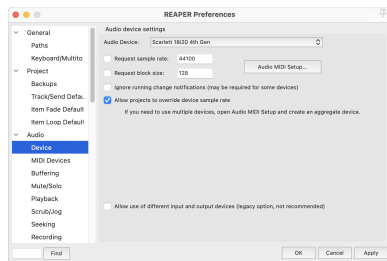 REAPER Preferences
General
Paths
Keyboard/Multito
Project
Backups
Track/Send Defau
Item Fade Default
Item Loop Default
Audio
Device
MIDI Devices
Buffering
Mute/Solo
Playback
Scrub/Jog
Seeking
Recording
Find
Audio device settings
Audio Device: Scarlett 18i20 4th Gen
Request sample rate: 44100
Request block size: 128
Audio MIDI Setup...
Ignore running change notifications (may be required for some devices)
Allow projects to override device sample rate
If you need to use multiple devices, open Audio MIDI Setup and create an aggregate device.
Allow use of different input and output devices (legacy option, not recommended)
OK Cancel Apply